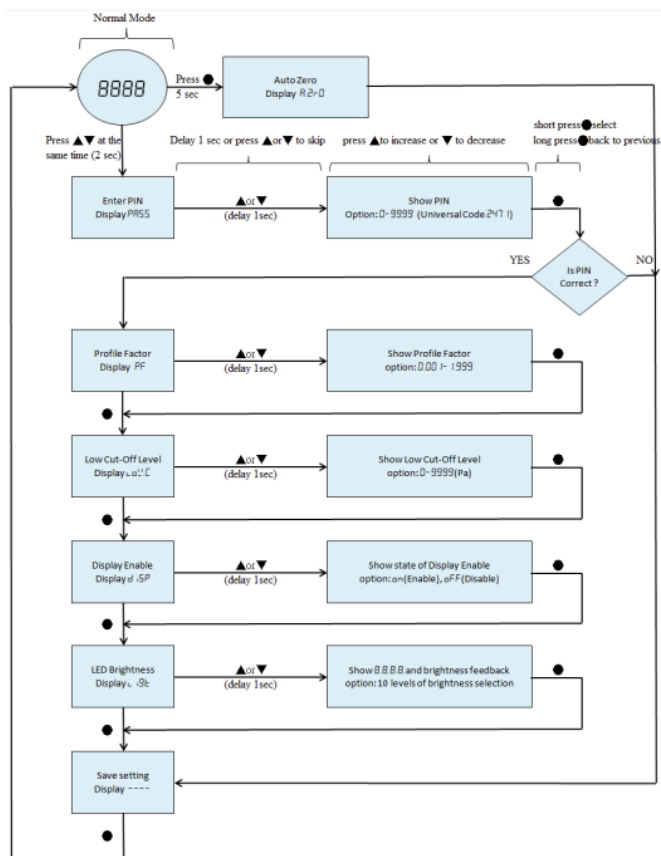 Normal Mode
8888
Press ●
5 sec
Auto Zero
Display A.2rO
Press ▲▼ at the
same time (2 sec)
Delay 1 sec or press ▲or ▼ to skip
press ▲to increase or ▼ to decrease
short press●select
long press●back to previous
Enter PIN
Display PASS
▲or▼
(delay 1sec)
Show PIN
Option:0-9999 (Universal Code 2471)
●
YES
Is PIN
Correct ?
NO
Profile Factor
Display PF
▲or▼
(delay 1sec)
Show Profile Factor
option:0.001-1.999
●
●
Low Cut-Off Level
Display
▲or▼
(delay 1sec)
Show Low Cut-Off Level
option:0-9999(Pa)
●
●
Display Enable
Display diSP
▲or▼
(delay 1sec)
Show state of Display Enable
option: on(Enable), oFF(Disable)
●
●
LED Brightness
Display
▲or▼
(delay 1sec)
Show 8.8.8.8. and brightness feedback
option: 10 levels of brightness selection
●
●
Save setting
Display ----
●